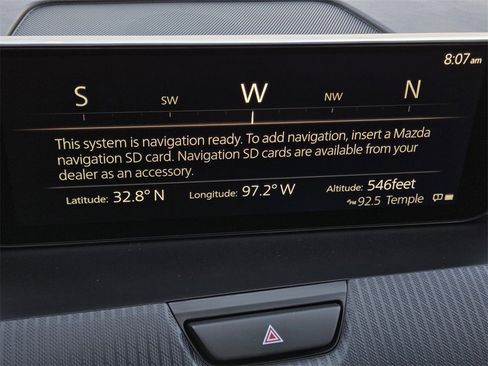 8:07am
S SW W NW N
This system is navigation ready. To add navigation, insert a Mazda
navigation SD card. Navigation SD cards are available from your
dealer as an accessory.
Latitude: 32.8° N Longitude: 97.2° W Altitude: 546feet
92.5 Temple